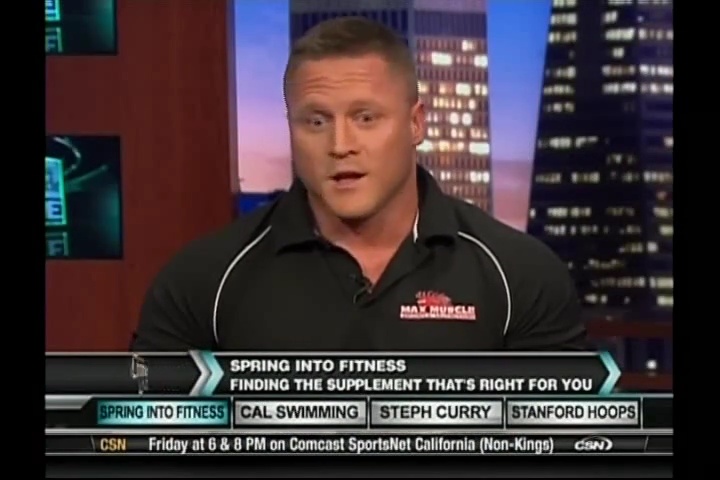 MAX MUSCLE
SPRING INTO FITNESS
FINDING THE SUPPLEMENT THAT'S RIGHT FOR YOU
SPRING INTO FITNESS CAL SWIMMING STEPH CURRY STANFORD HOOPS
CSN Friday at 6 & 8 PM on Comcast SportsNet California (Non-Kings) CSN